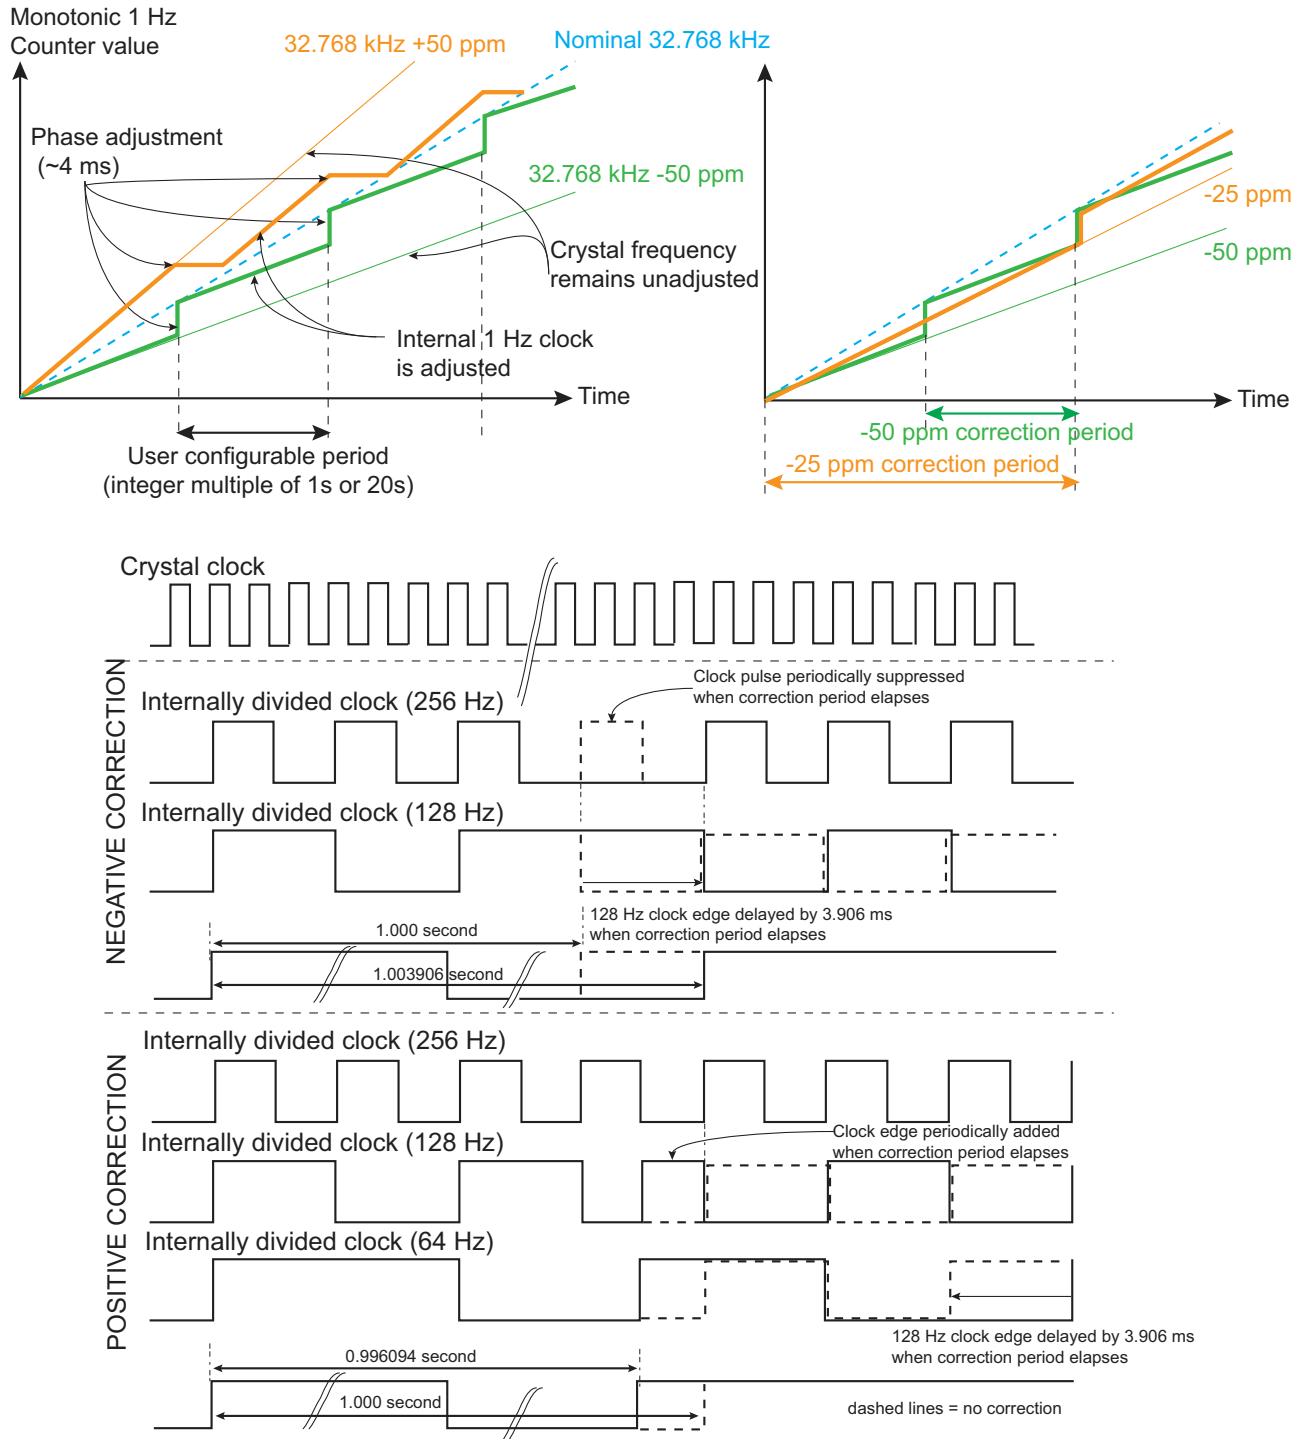 Monotonic 1 Hz
Counter value
32.768 kHz +50 ppm
Nominal 32.768 kHz
Phase adjustment
(~4 ms)
32.768 kHz -50 ppm
Crystal frequency
remains unadjusted
Internal 1 Hz clock
is adjusted
Time
User configurable period
(integer multiple of 1s or 20s)
-25 ppm
-50 ppm
Time
-50 ppm correction period
-25 ppm correction period
Crystal clock
NEGATIVE CORRECTION
Clock pulse periodically suppressed
when correction period elapses
Internally divided clock (256 Hz)
Internally divided clock (128 Hz)
128 Hz clock edge delayed by 3.906 ms
when correction period elapses
1.000 second
1.003906 second
POSITIVE CORRECTION
Internally divided clock (256 Hz)
Clock edge periodically added
when correction period elapses
Internally divided clock (128 Hz)
Internally divided clock (64 Hz)
128 Hz clock edge delayed by 3.906 ms
when correction period elapses
0.996094 second
1.000 second
dashed lines = no correction